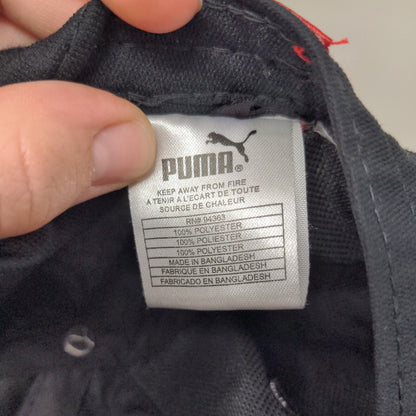 PUMA®
KEEP AWAY FROM FIRE
A TENIR A L'ECART DE TOUTE
SOURCE DE CHALEUR
RN# 94363
100% POLYESTER
100% POLIESTER
100% POLYESTER
MADE IN BANGLADESH
FABRIQUE EN BANGLADESH
FABRICADO EN BANGLADESH